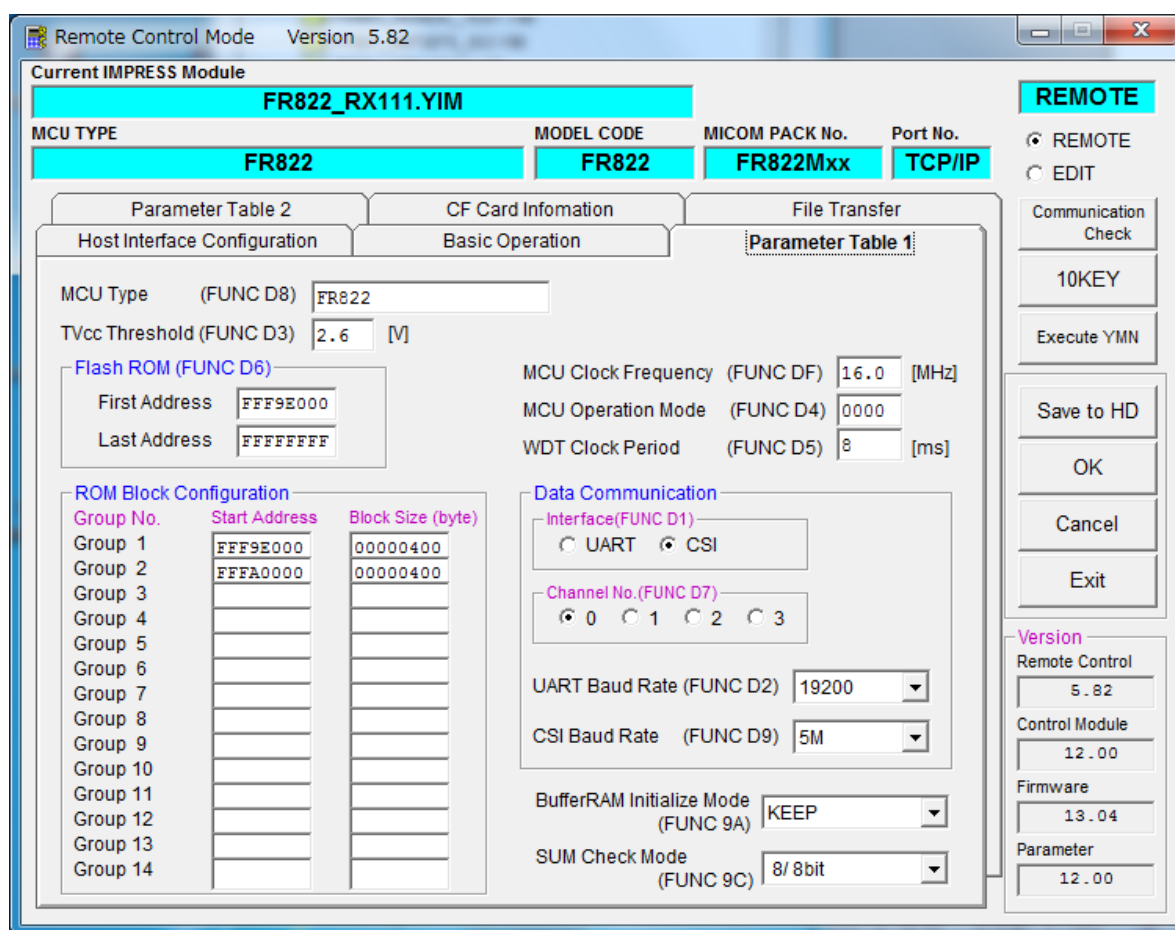 Remote Control Mode Version 5.82
Current IMPRESS Module
FR822_RX111.YIM
MCU TYPE MODEL CODE MICOM PACK No. Port No.
FR822 FR822 FR822Mxx TCP/IP
REMOTE
REMOTE
EDIT
Parameter Table 2 CF Card Infomation File Transfer
Host Interface Configuration Basic Operation Parameter Table 1
MCU Type (FUNC D8) FR822
TVcc Threshold (FUNC D3) 2.6 [V]
Flash ROM (FUNC D6)
First Address FFF9E000
Last Address FFFFFFFF
MCU Clock Frequency (FUNC DF) 16.0 [MHz]
MCU Operation Mode (FUNC D4) 0000
WDT Clock Period (FUNC D5) 8 [ms]
ROM Block Configuration
Group No. Start Address Block Size (byte)
Group 1 FFF9E000 00000400
Group 2 FFFA0000 00000400
Group 3
Group 4
Group 5
Group 6
Group 7
Group 8
Group 9
Group 10
Group 11
Group 12
Group 13
Group 14
Data Communication
Interface(FUNC D1)
UART CSI
Channel No.(FUNC D7)
0 1 2 3
UART Baud Rate (FUNC D2) 19200
CSI Baud Rate (FUNC D9) 5M
BufferRAM Initialize Mode
(FUNC 9A) KEEP
SUM Check Mode
(FUNC 9C) 8/ 8bit
Communication
Check
10KEY
Execute YMN
Save to HD
OK
Cancel
Exit
Version
Remote Control
5.82
Control Module
12.00
Firmware
13.04
Parameter
12.00